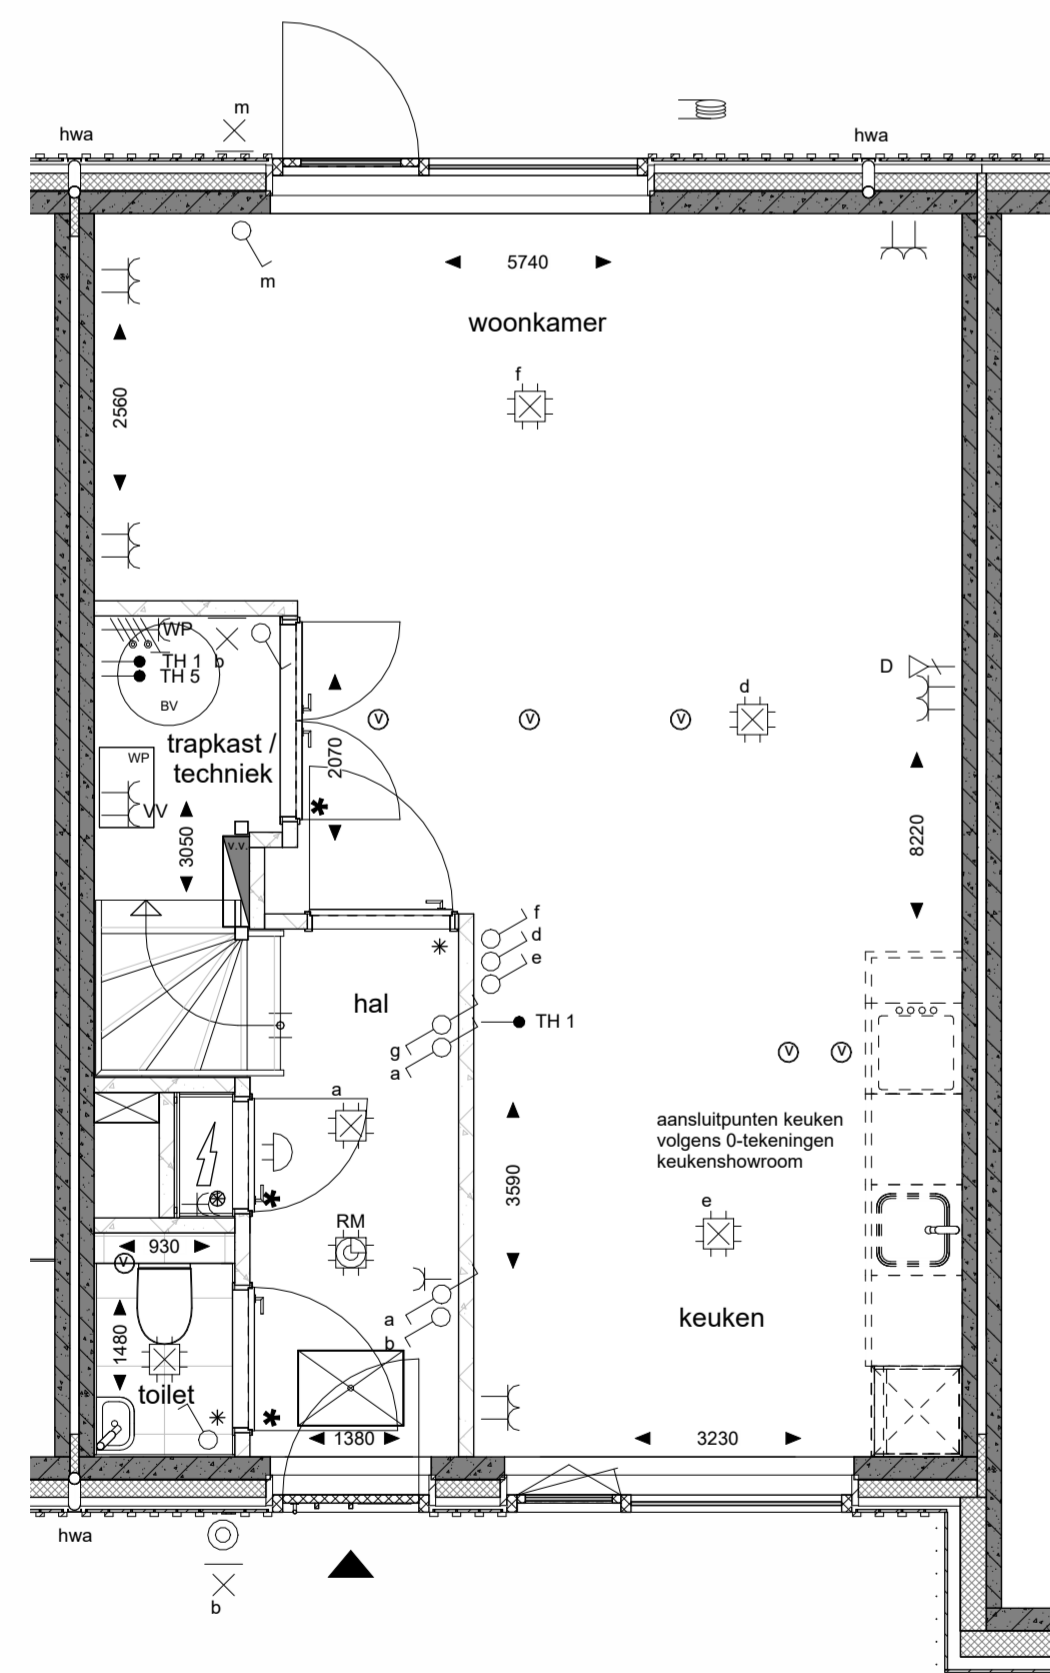 m
hwa
hwa
m
5740
woonkamer
2560
f
WP
TH 1
b
TH 5
BV
D
d
V
V
V
trapkast /
techniek
WP
VV
2070
3050
v.v.
8220
f
d
e
hal
g
a
TH 1
V
V
a
aansluitpunten keuken
volgens 0-tekeningen
keukenshowroom
3590
e
RM
930
V
1480
a
b
keuken
toilet
1380
3230
hwa
b